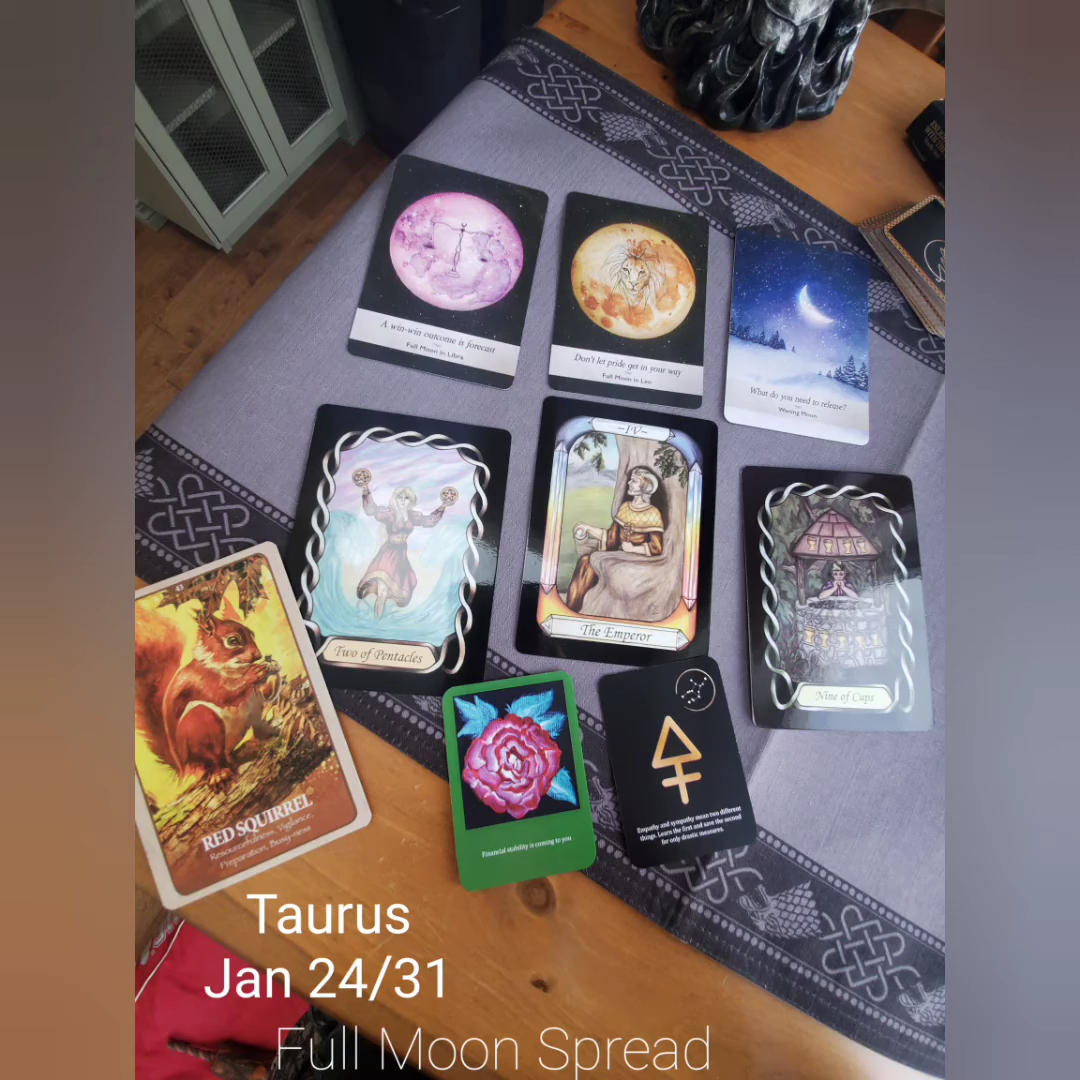 A win-win outcome is forecast
Full Moon in Libra
Don't let pride get in your way
Full Moon in Leo
What do you need to release?
Waning Moon
-IV-
The Emperor
Two of Pentacles
Nine of Cups
43
RED SQUIRREL
Resourcefulness, Vigilance,
Preparation, Busy-ness
Financial stability is coming to you
Empathy and sympathy mean two different
things. Learn the first and save the second
for only drastic measures.
Taurus
Jan 24/31
Full Moon Spread